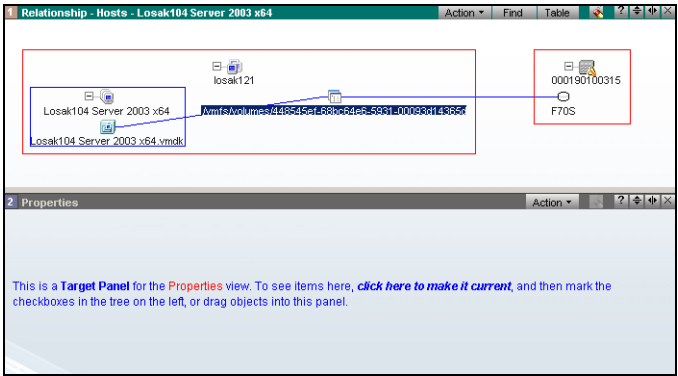 1 Relationship - Hosts - Losak104 Server 2003 x64 Action Find Table ?
losak121
000190100315
Losak104 Server 2003 x64
/vmfs/volumes/448545ef-68bc64e6-5931-00093d14365c
F70S
Losak104 Server 2003 x64.vmdk
2 Properties Action ?
This is a Target Panel for the Properties view. To see items here, click here to make it current, and then mark the
checkboxes in the tree on the left, or drag objects into this panel.